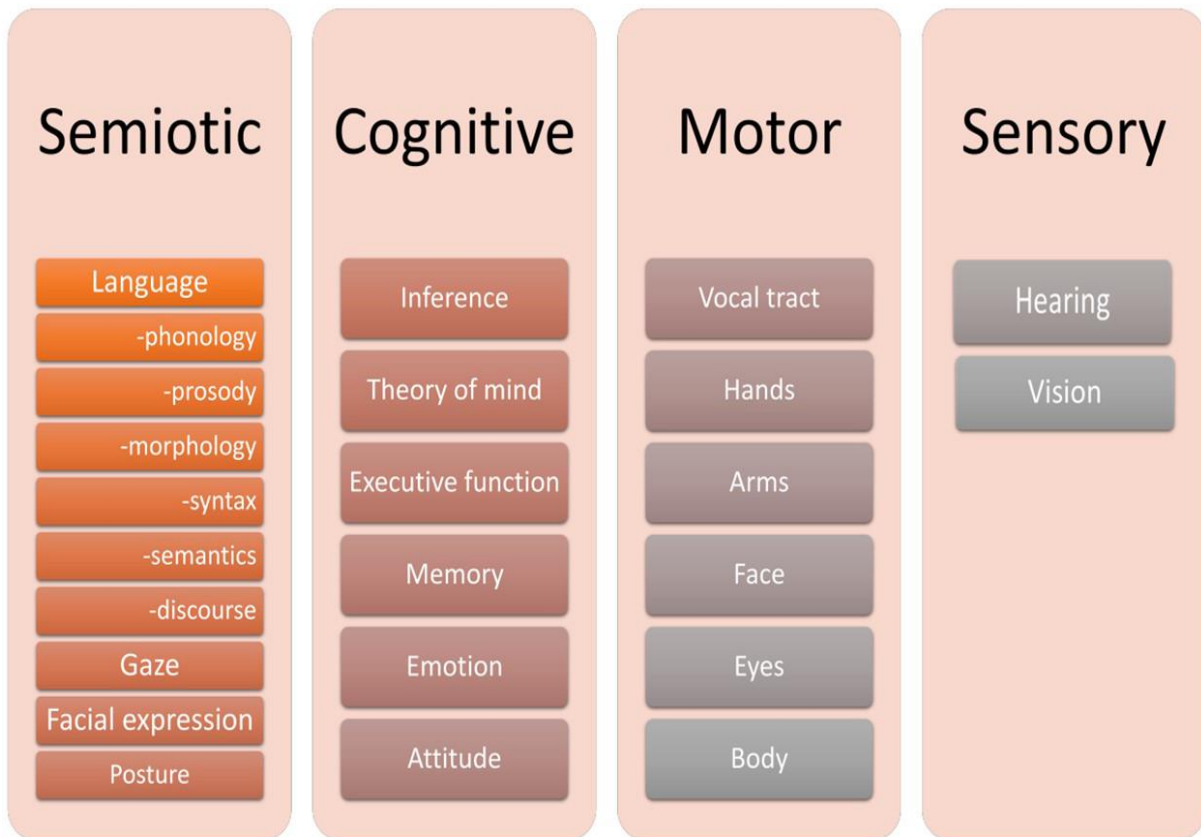 Semiotic
Language
-phonology
-prosody
-morphology
-syntax
-semantics
-discourse
Gaze
Facial expression
Posture
Cognitive
Inference
Theory of mind
Executive function
Memory
Emotion
Attitude
Motor
Vocal tract
Hands
Arms
Face
Eyes
Body
Sensory
Hearing
Vision